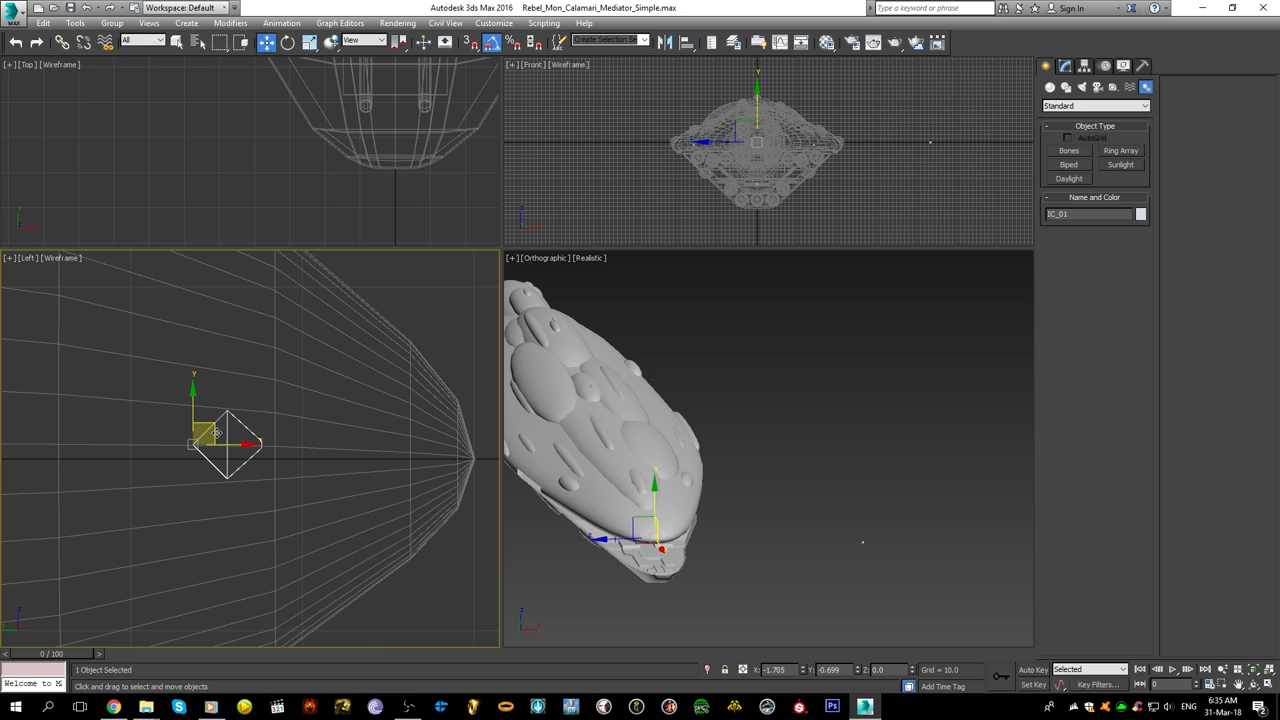 Autodesk 3ds Max 2016 Rebel_Mon_Calamari_Mediator_Simple.max
Workspace: Default
Type a keyword or phrase
Sign In
MAX
Edit Tools Group Views Create Modifiers Animation Graph Editors Rendering Civil View Customize Scripting Help
All
View
Create Selection Se
[+] [Top] [Wireframe]
[+] [Front] [Wireframe]
[+] [Left] [Wireframe]
[+] [Orthographic] [Realistic]
Standard
Object Type
AutoGrid
Bones Ring Array
Biped Sunlight
Daylight
Name and Color
IC_01
0 / 100
1 Object Selected
X: -1.705 Y: -0.699 Z: 0.0
Grid = 10.0
Auto Key Selected
Welcome to M
Click and drag to select and move objects
Add Time Tag
Set Key
Key Filters...
0
6:35 AM
31-Mar-18